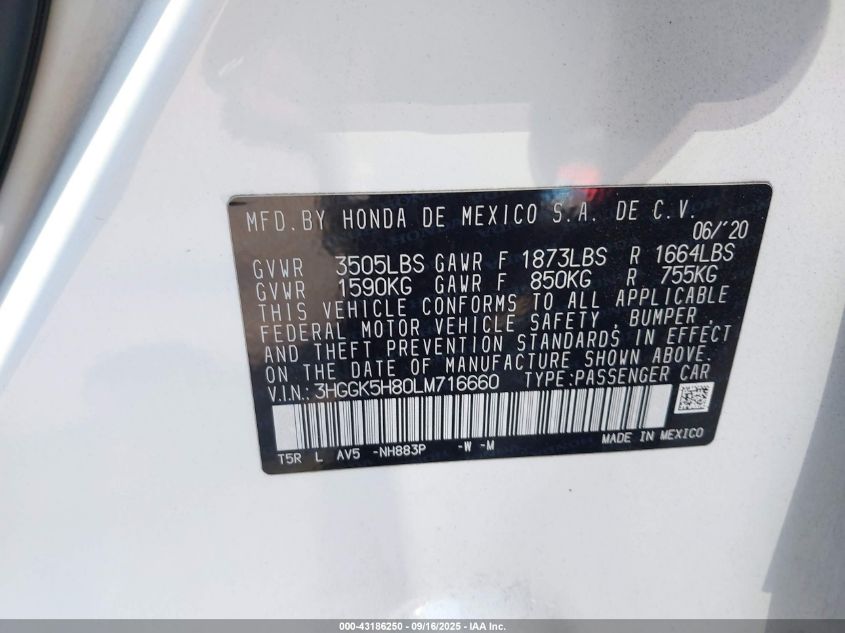 MFD.BY HONDA DE MEXICO S.A. DE C.V.
06/'20
GVWR 3505LBS GAWR F 1873LBS R 1664LBS
GVWR 1590KG GAWR F 850KG R 755KG
THIS VEHICLE CONFORMS TO ALL APPLICABLE
FEDERAL MOTOR VEHICLE SAFETY, BUMPER,
AND THEFT PREVENTION STANDARDS IN EFFECT
ON THE DATE OF MANUFACTURE SHOWN ABOVE.
V.I.N.: 3HGGK5H80LM716660 TYPE:PASSENGER CAR
T5R L AV5 -NH883P -W -M MADE IN MEXICO
000-43186250 - 09/16/2025 - IAA Inc.